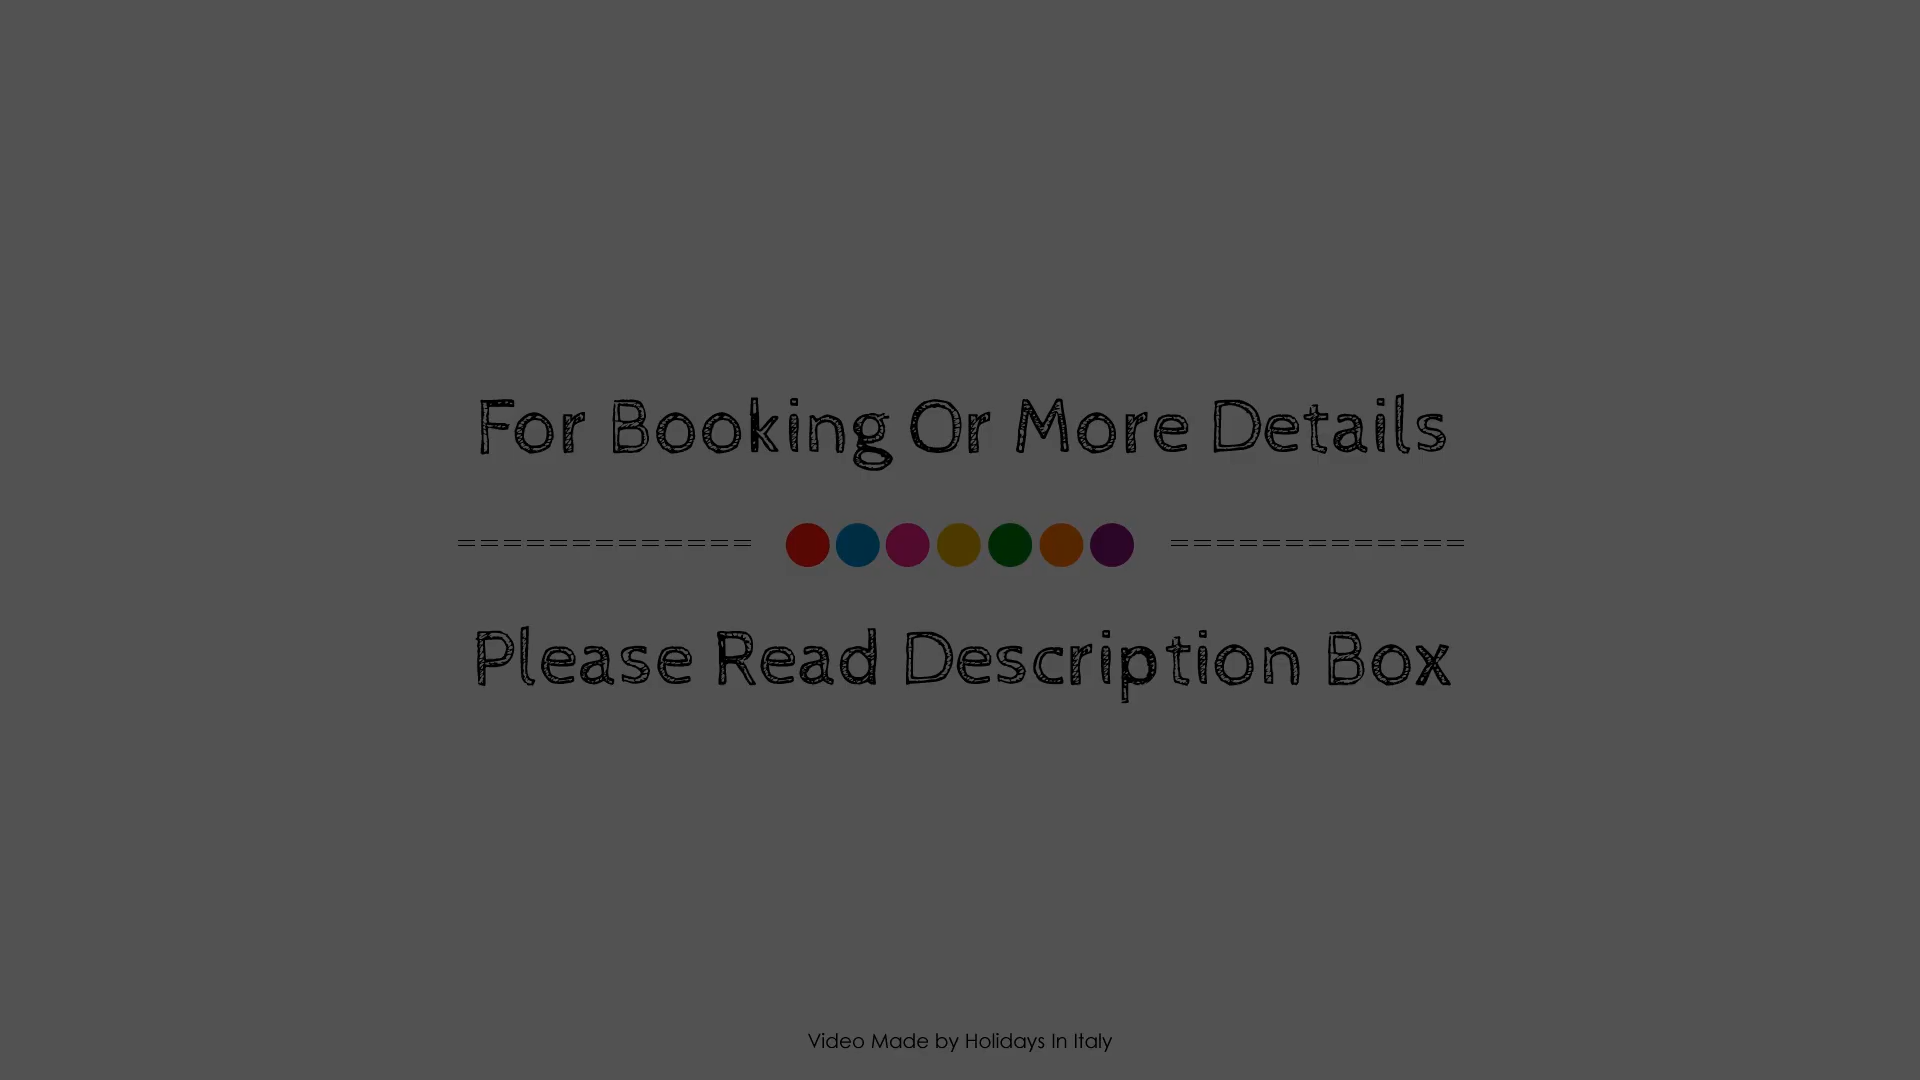 For Booking Or More Details
============= =============
Please Read Description Box
Video Made by Holidays In Italy